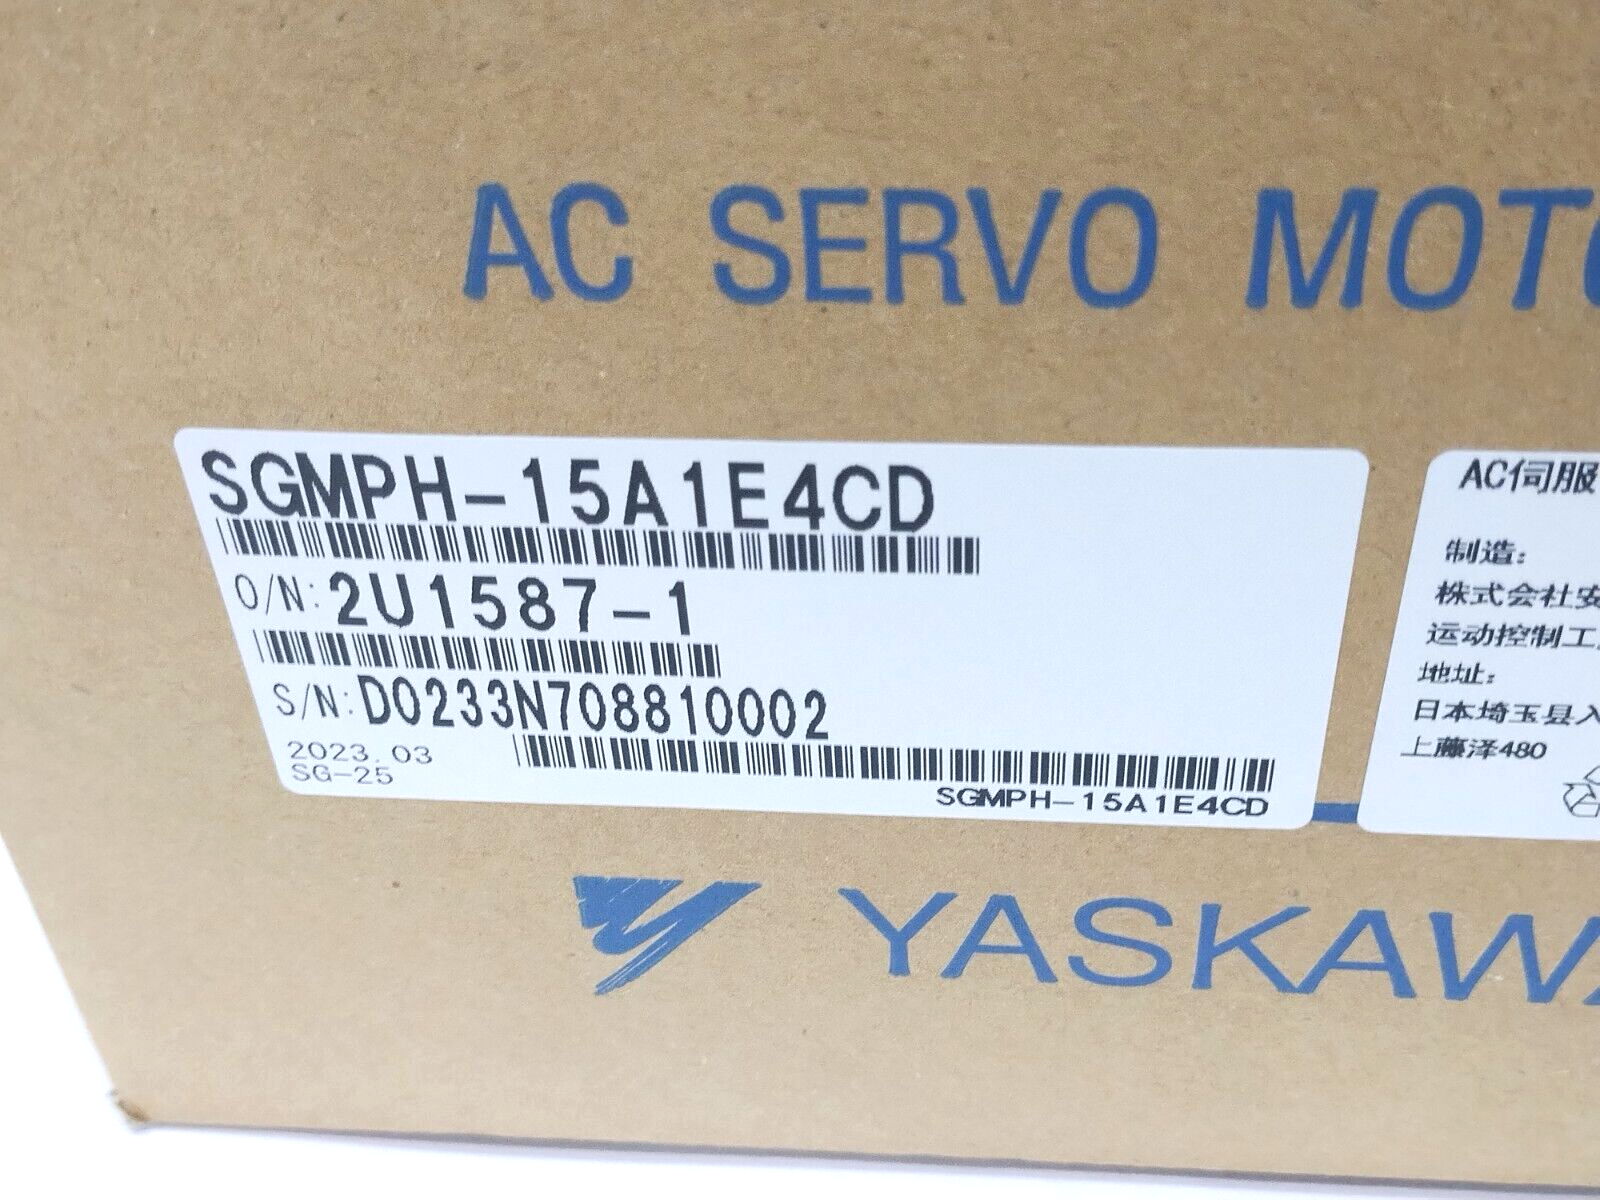 AC SERVO MOTO
SGMPH-15A1E4CD
O/N: 2U1587-1
S/N: D0233N708810002
2023.03
SG-25
SGMPH-15A1E4CD
AC伺服
制造:
株式会社安
运动控制工
地址:
日本埼玉县入
上藤泽480
YASKAWA